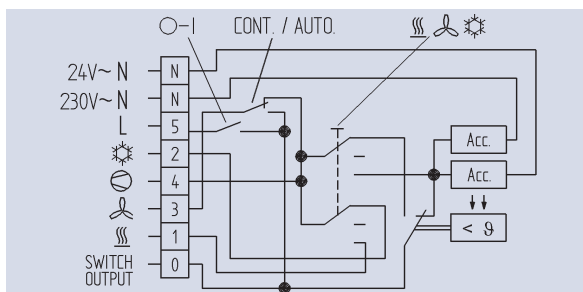 O-I CONT. / AUTO.
24V~ N N
230V~ N N
L 5
2
4
3
1
SWITCH OUTPUT 0
Acc.
Acc.
< ϑ